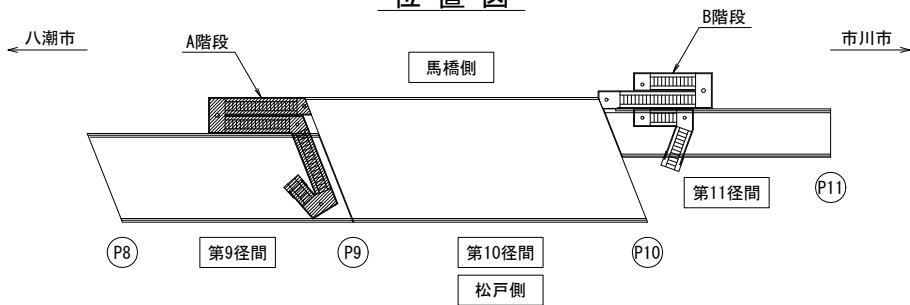 位置図
八潮市
A階段
馬橋側
B階段
市川市
P8
第9径間
P9
第10径間
松戸側
P10
第11径間
P11